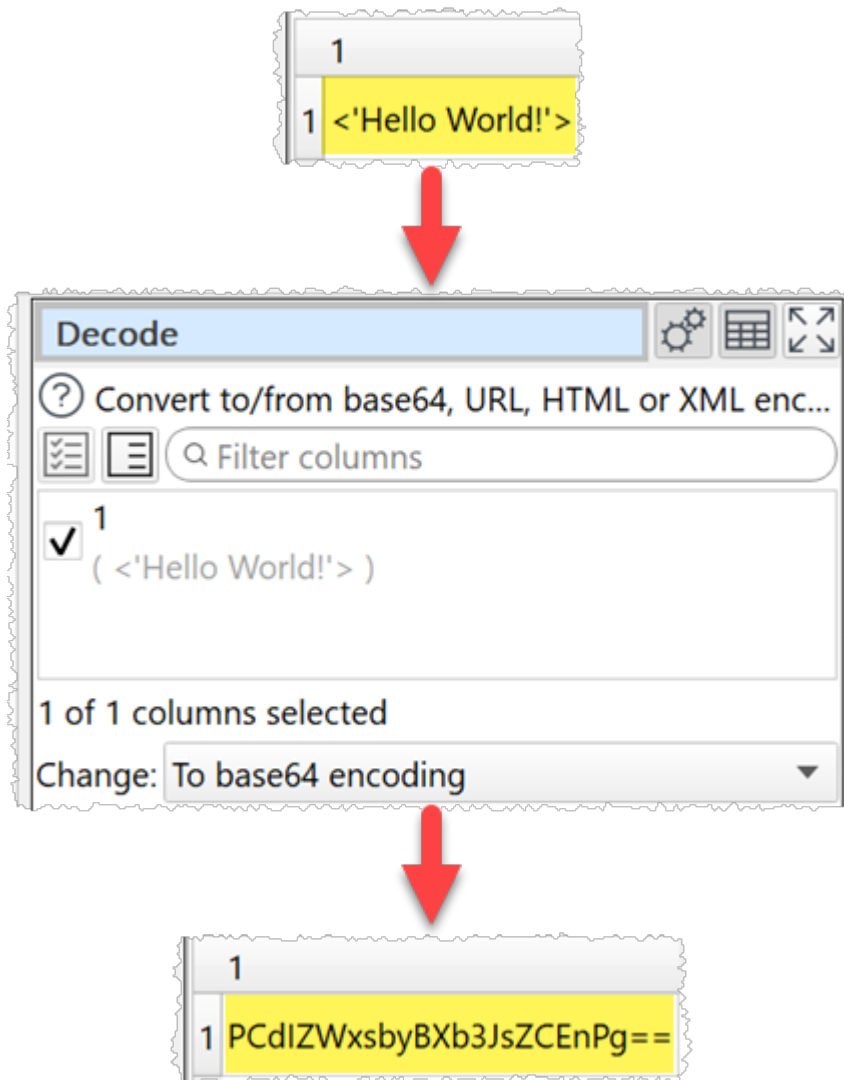 1
1 <'Hello World!'>
Decode
Convert to/from base64, URL, HTML or XML enc...
Filter columns
1
( <'Hello World!'> )
1 of 1 columns selected
Change: To base64 encoding
1
1 PCdIZWxsbyBXb3JsZCEnPg==